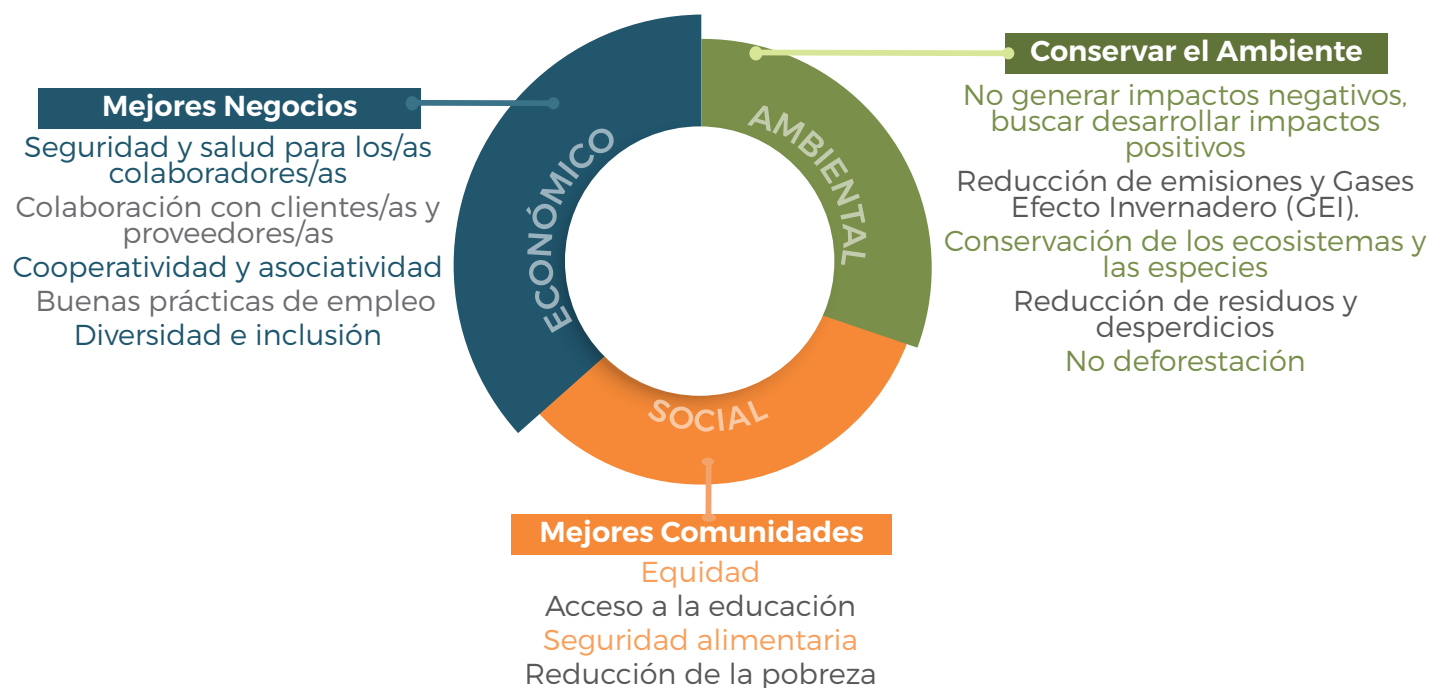 Mejores Negocios
Seguridad y salud para los/as
colaboradores/as
Colaboración con clientes/as y
proveedores/as
Cooperatividad y asociatividad
Buenas prácticas de empleo
Diversidad e inclusión
ECONÓMICO
AMBIENTAL
SOCIAL
Conservar el Ambiente
No generar impactos negativos,
buscar desarrollar impactos
positivos
Reducción de emisiones y Gases
Efecto Invernadero (GEI).
Conservación de los ecosistemas y
las especies
Reducción de residuos y
desperdicios
No deforestación
Mejores Comunidades
Equidad
Acceso a la educación
Seguridad alimentaria
Reducción de la pobreza